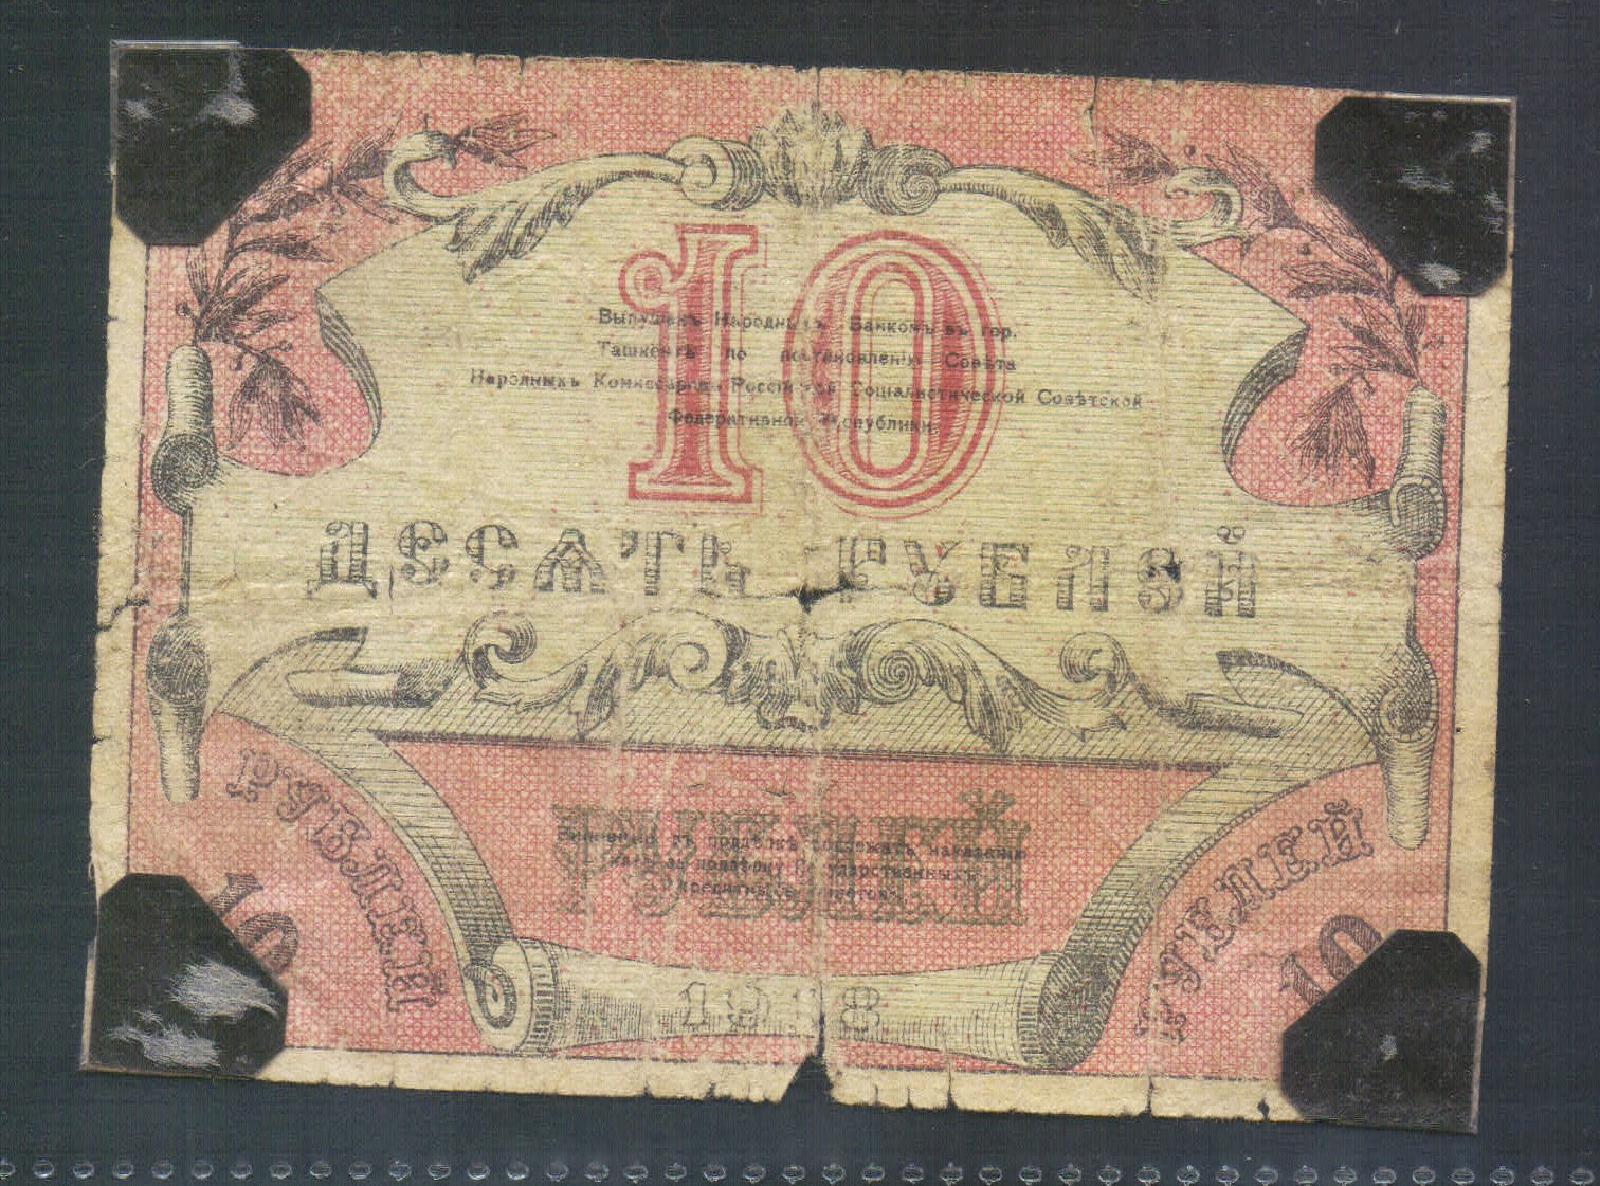 10
Выпущенъ Народнымъ Банкомъ въ гор.
Ташкентѣ по постановленію Совѣта
Народныхъ Комиссаровъ Россійской Соціалистической Совѣтской
Федеративной Республики.
ДЕСЯТЬ РУБЛЕЙ
РУБЛЕЙ
РУБЛЕЙ
РУБЛЕЙ
10
10
1918